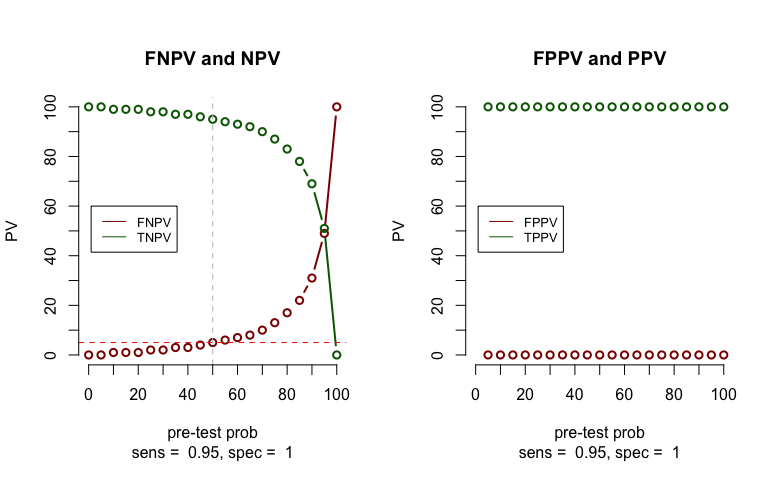 FNPV and NPV
PV
0
20
40
60
80
100
FNPV
TNPV
0
20
40
60
80
100
pre-test prob
sens =  0.95, spec =  1
FPPV and PPV
PV
0
20
40
60
80
100
FPPV
TPPV
0
20
40
60
80
100
pre-test prob
sens =  0.95, spec =  1